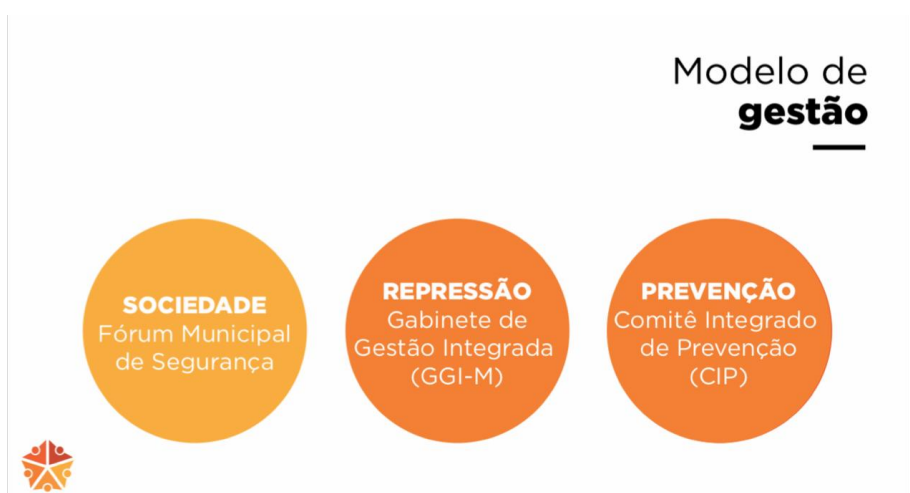 Modelo de
gestão
SOCIEDADE
Fórum Municipal
de Segurança
REPRESSÃO
Gabinete de
Gestão Integrada
(GGI-M)
PREVENÇÃO
Comitê Integrado
de Prevenção
(CIP)